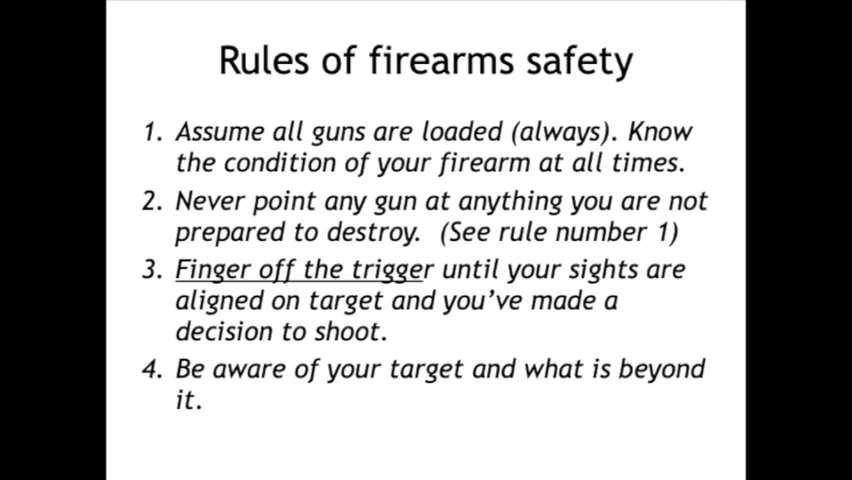 Rules of firearms safety
1. Assume all guns are loaded (always). Know
the condition of your firearm at all times.
2. Never point any gun at anything you are not
prepared to destroy.  (See rule number 1)
3. Finger off the trigger until your sights are
aligned on target and you’ve made a
decision to shoot.
4. Be aware of your target and what is beyond
it.